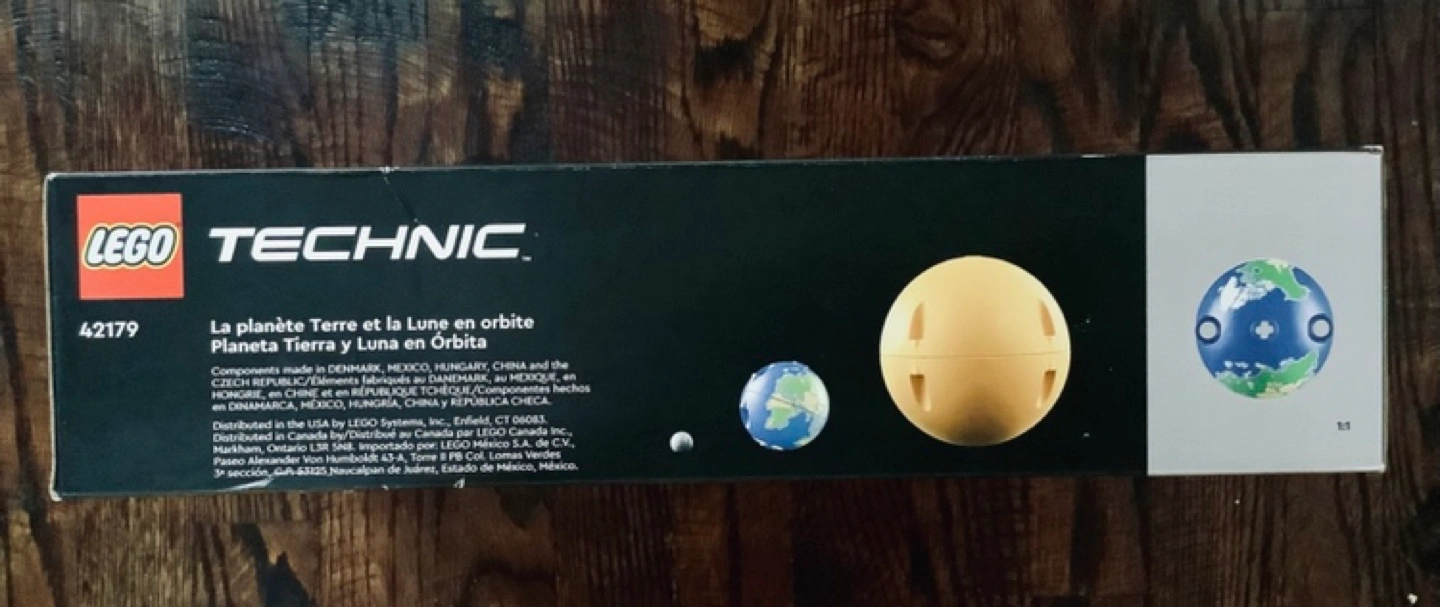 LEGO
TECHNIC™
42179
La planète Terre et la Lune en orbite
Planeta Tierra y Luna en Órbita
Components made in DENMARK, MEXICO, HUNGARY, CHINA and the
CZECH REPUBLIC/Éléments fabriqués au DANEMARK, au MEXIQUE, en
HONGRIE, en CHINE et en RÉPUBLIQUE TCHÈQUE/Componentes hechos
en DINAMARCA, MÉXICO, HUNGRÍA, CHINA y REPÚBLICA CHECA.
Distributed in the USA by LEGO Systems, Inc., Enfield, CT 06083.
Distributed in Canada by/Distribué au Canada par LEGO Canada Inc.,
Markham, Ontario L3R 5N8. Importado por: LEGO México S.A. de C.V.,
Paseo Alexander Von Humboldt 43-A, Torre II PB Col. Lomas Verdes
3ª sección, C.P. 53125 Naucalpan de Juárez, Estado de México, México.
1:1